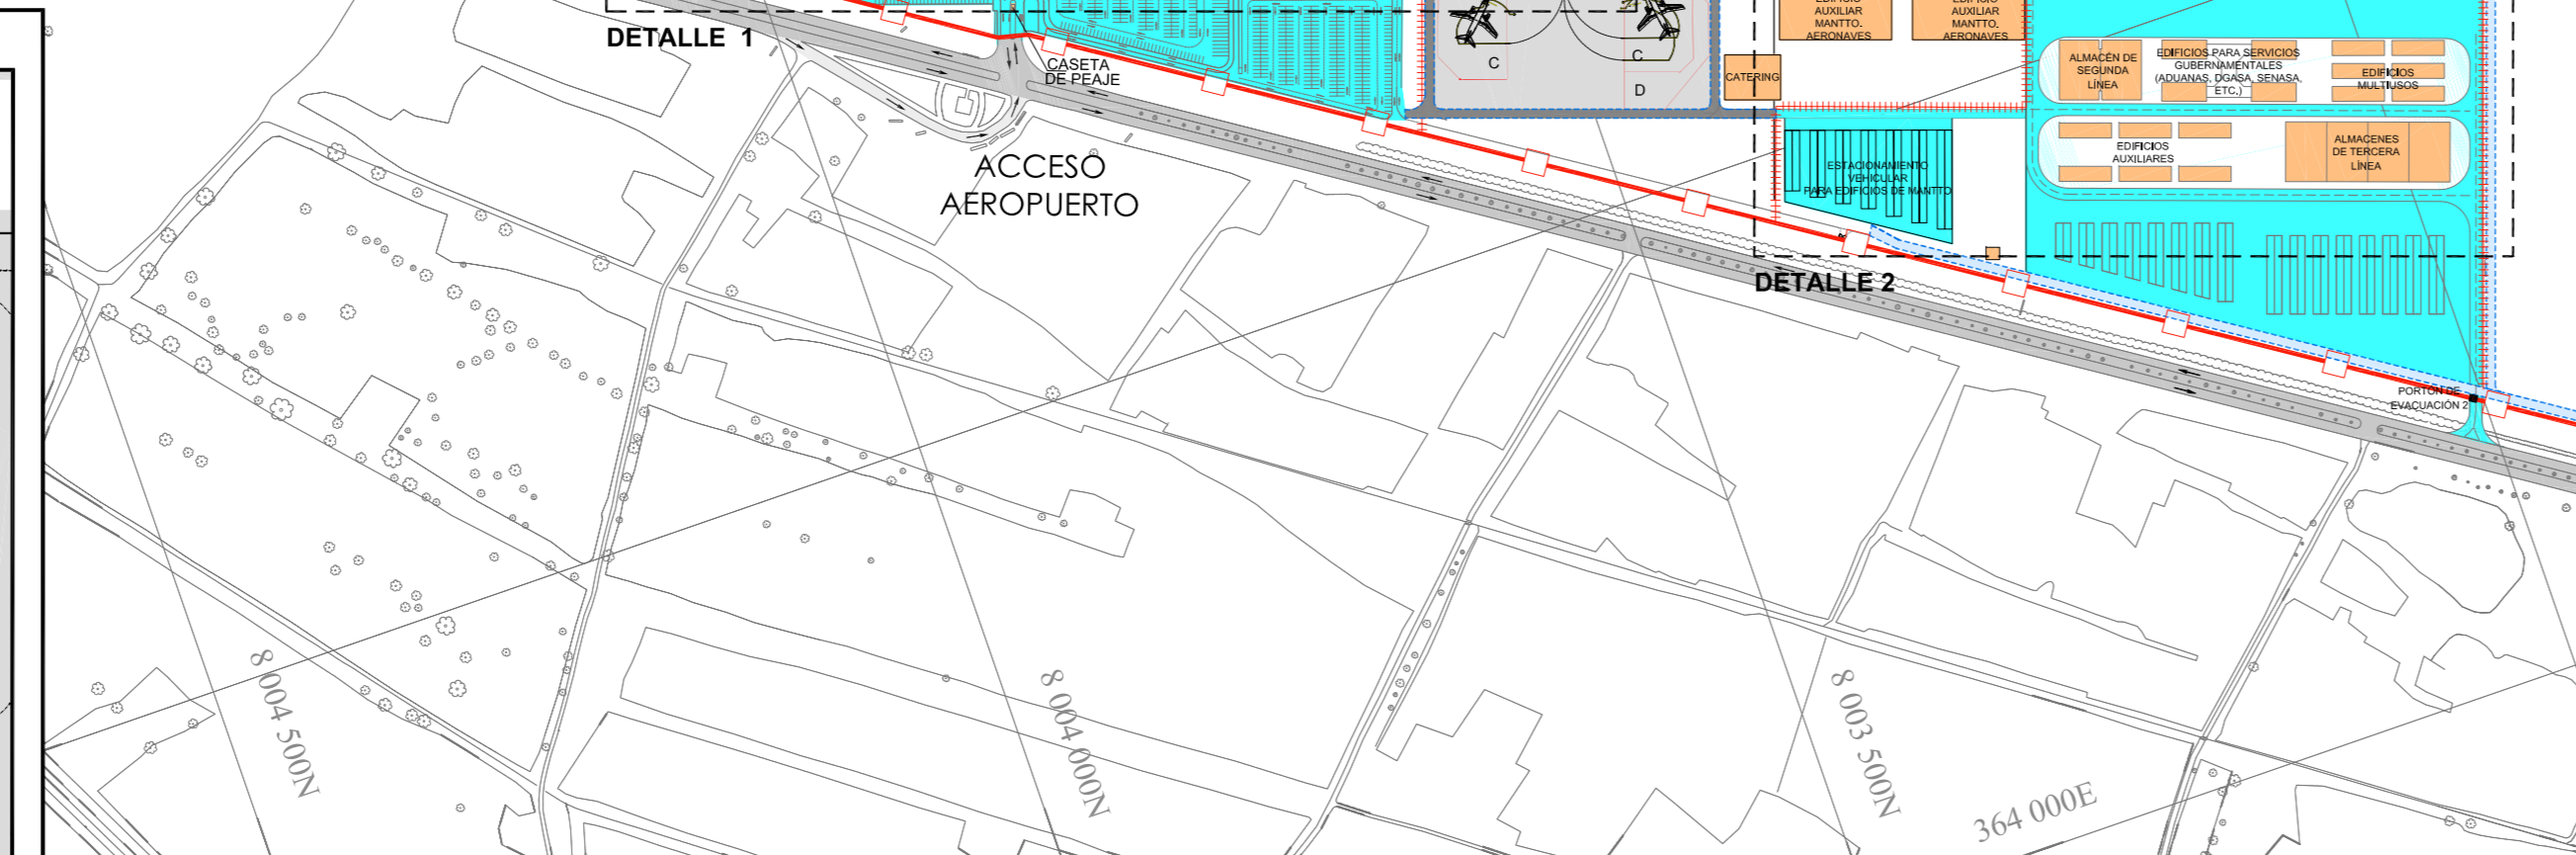 DETALLE 1
CASETA
DE PEAJE
ACCESO
AEROPUERTO
C
C
D
CATERING
EDIFICIO
AUXILIAR
MANTTO.
AERONAVES
EDIFICIO
AUXILIAR
MANTTO.
AERONAVES
ALMACÉN DE
SEGUNDA
LÍNEA
EDIFICIOS PARA SERVICIOS
GUBERNAMENTALES
(ADUANAS, DGASA, SENASA,
ETC.)
EDIFICIOS
MULTIUSOS
EDIFICIOS
AUXILIARES
ALMACENES
DE TERCERA
LÍNEA
ESTACIONAMIENTO
VEHICULAR
PARA EDIFICIOS DE MANTTO
DETALLE 2
PORTÓN DE
EVACUACIÓN 2
8 004 500N
8 004 000N
8 003 500N
364 000E